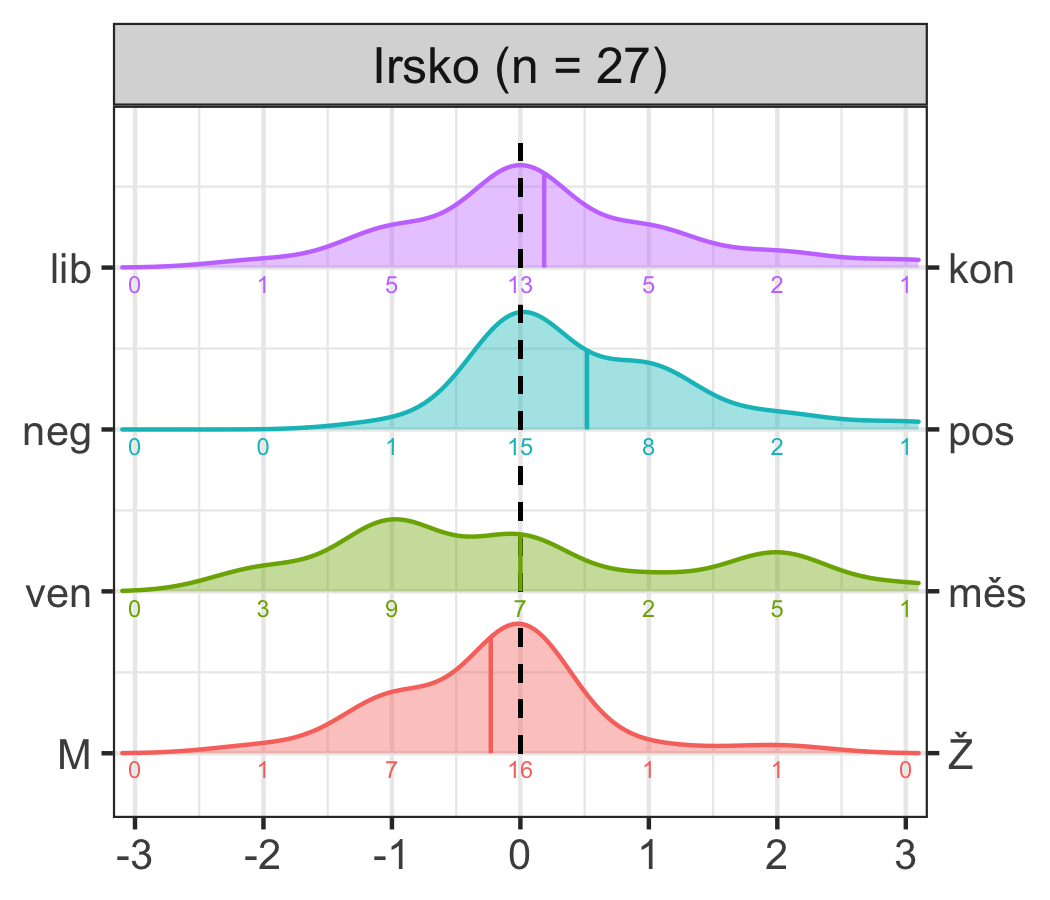 Irsko (n = 27)
lib kon
0 1 5 13 5 2 1
neg pos
0 0 1 15 8 2 1
ven měs
0 3 9 7 2 5 1
M Ž
0 1 7 16 1 1 0
-3 -2 -1 0 1 2 3